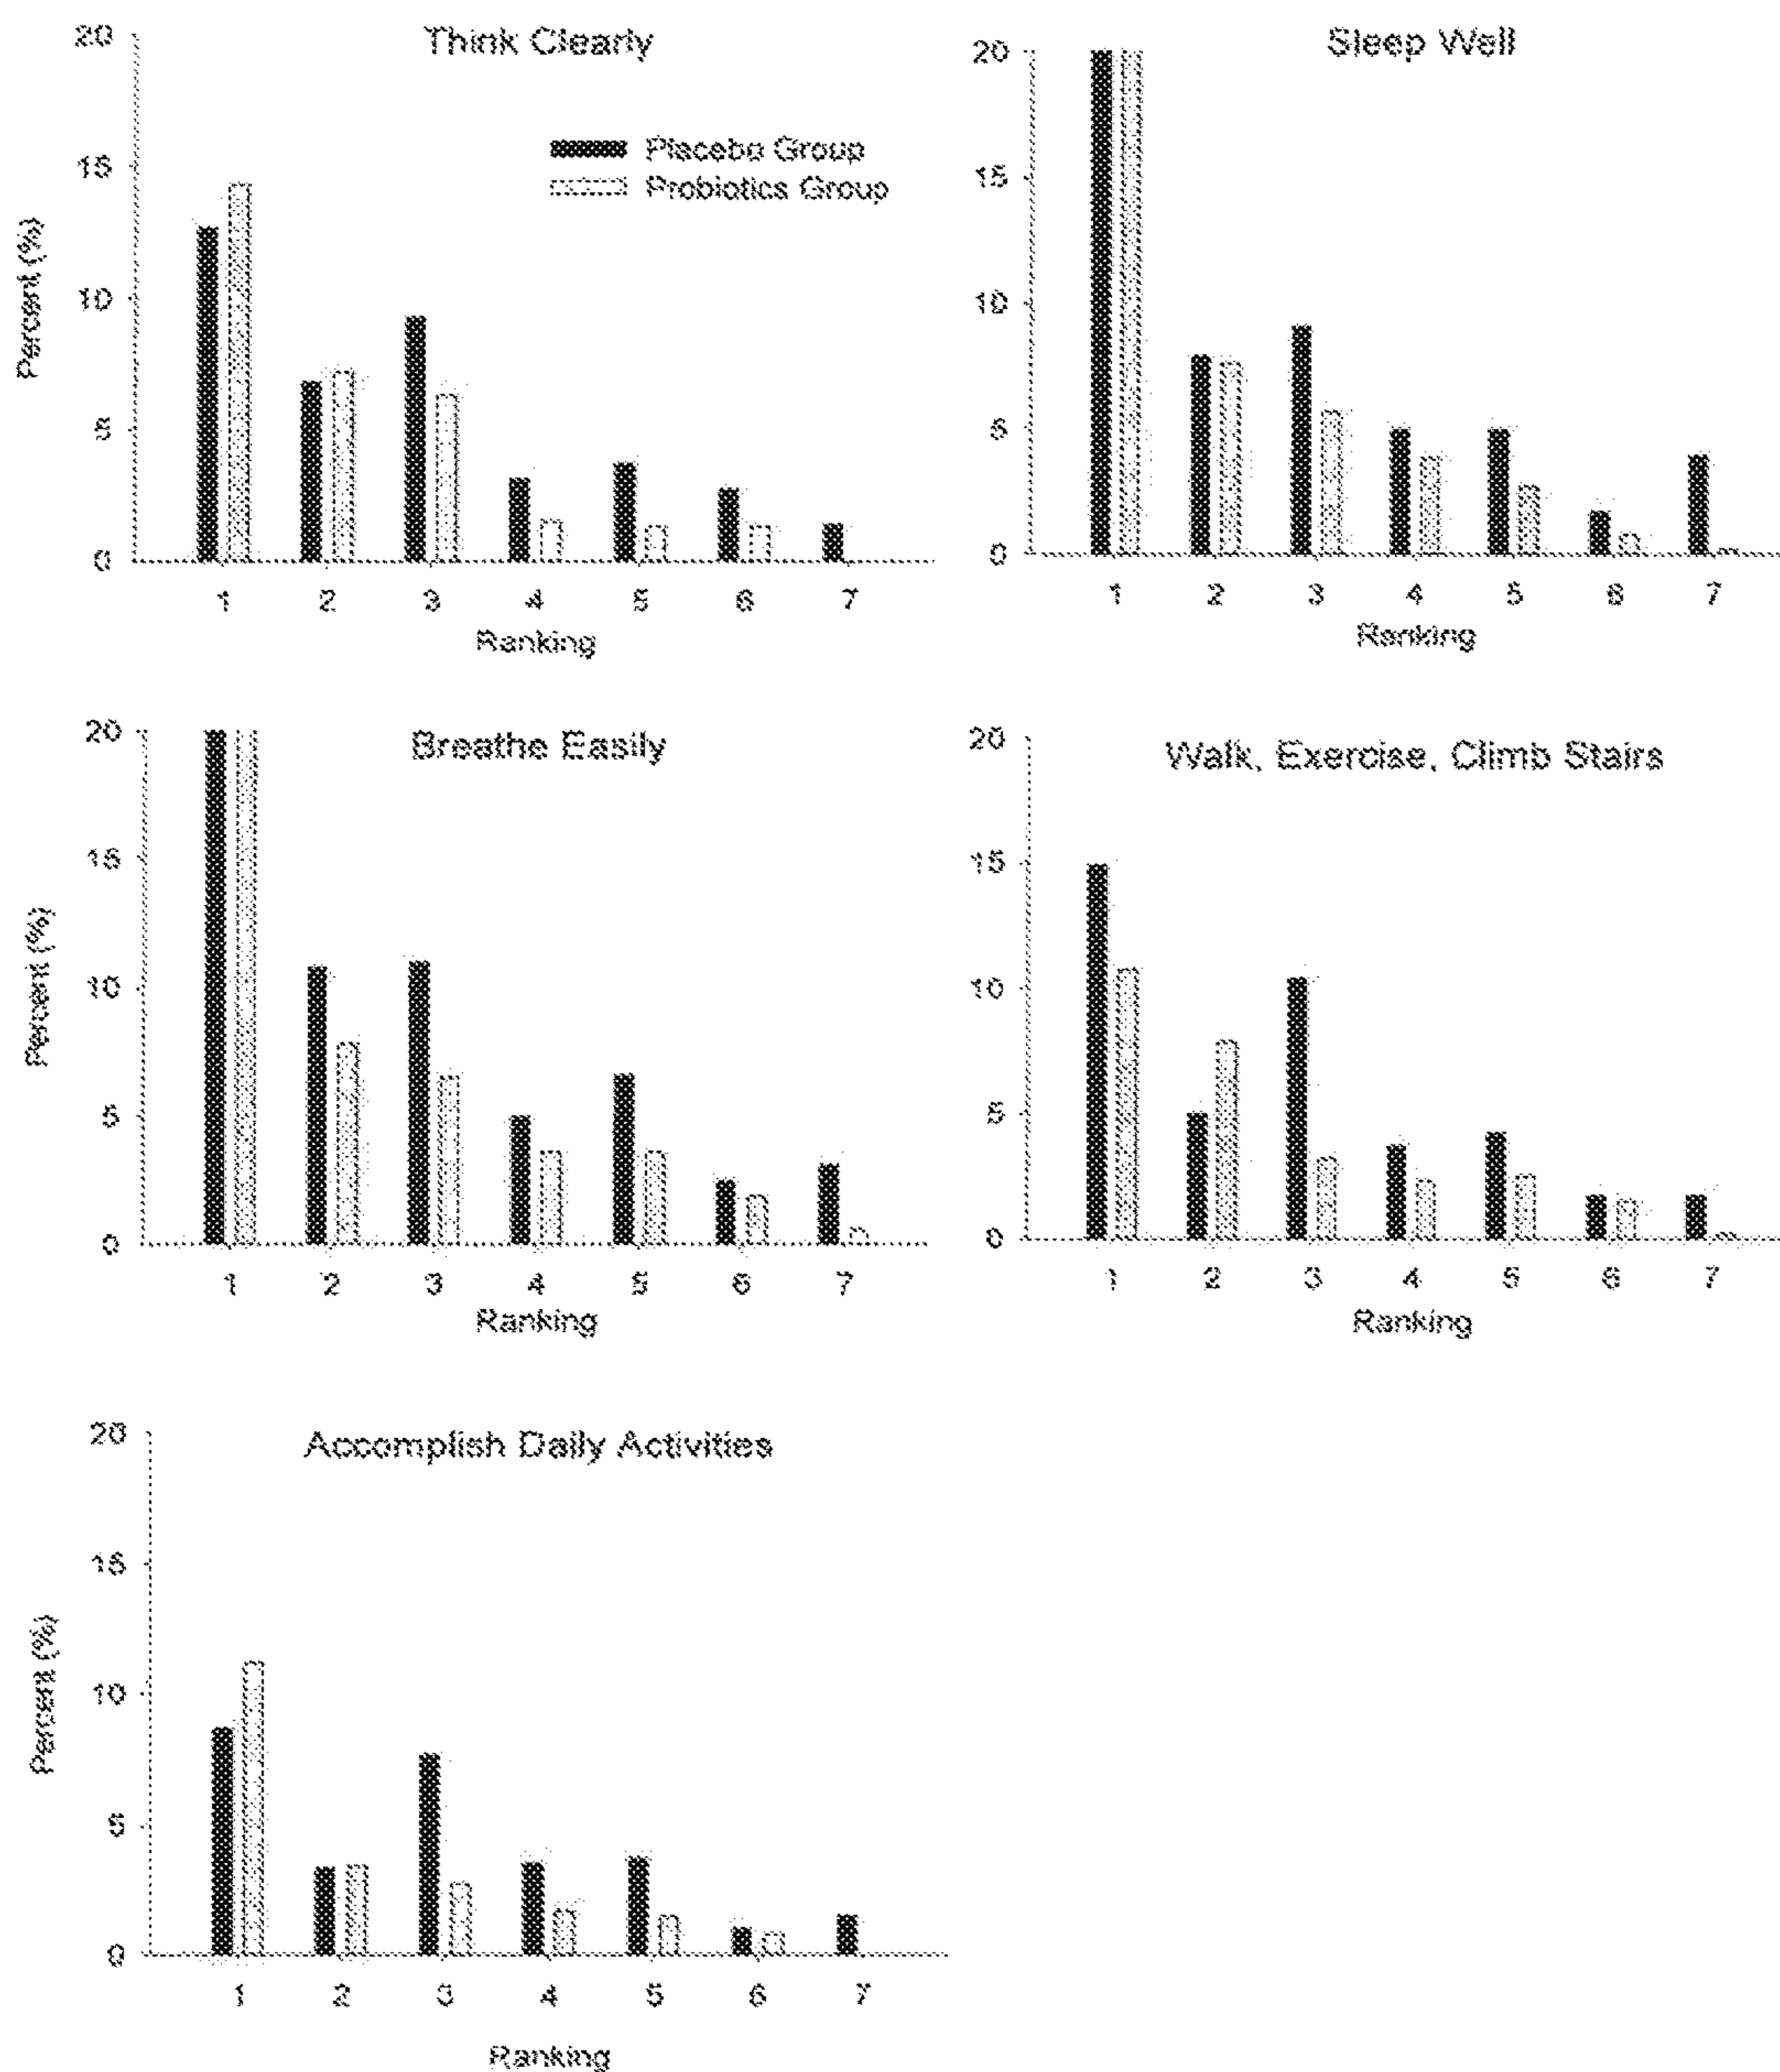 Think Clearly
20
15
10
5
0
Percent (%)
Placebo Group
Probiotics Group
1 2 3 4 5 6 7
Ranking
Sleep Well
20
15
10
5
0
1 2 3 4 5 6 7
Ranking
Breathe Easily
20
15
10
5
0
Percent (%)
1 2 3 4 5 6 7
Ranking
Walk, Exercise, Climb Stairs
20
15
10
5
0
1 2 3 4 5 6 7
Ranking
Accomplish Daily Activities
20
15
10
5
0
Percent (%)
1 2 3 4 5 6 7
Ranking